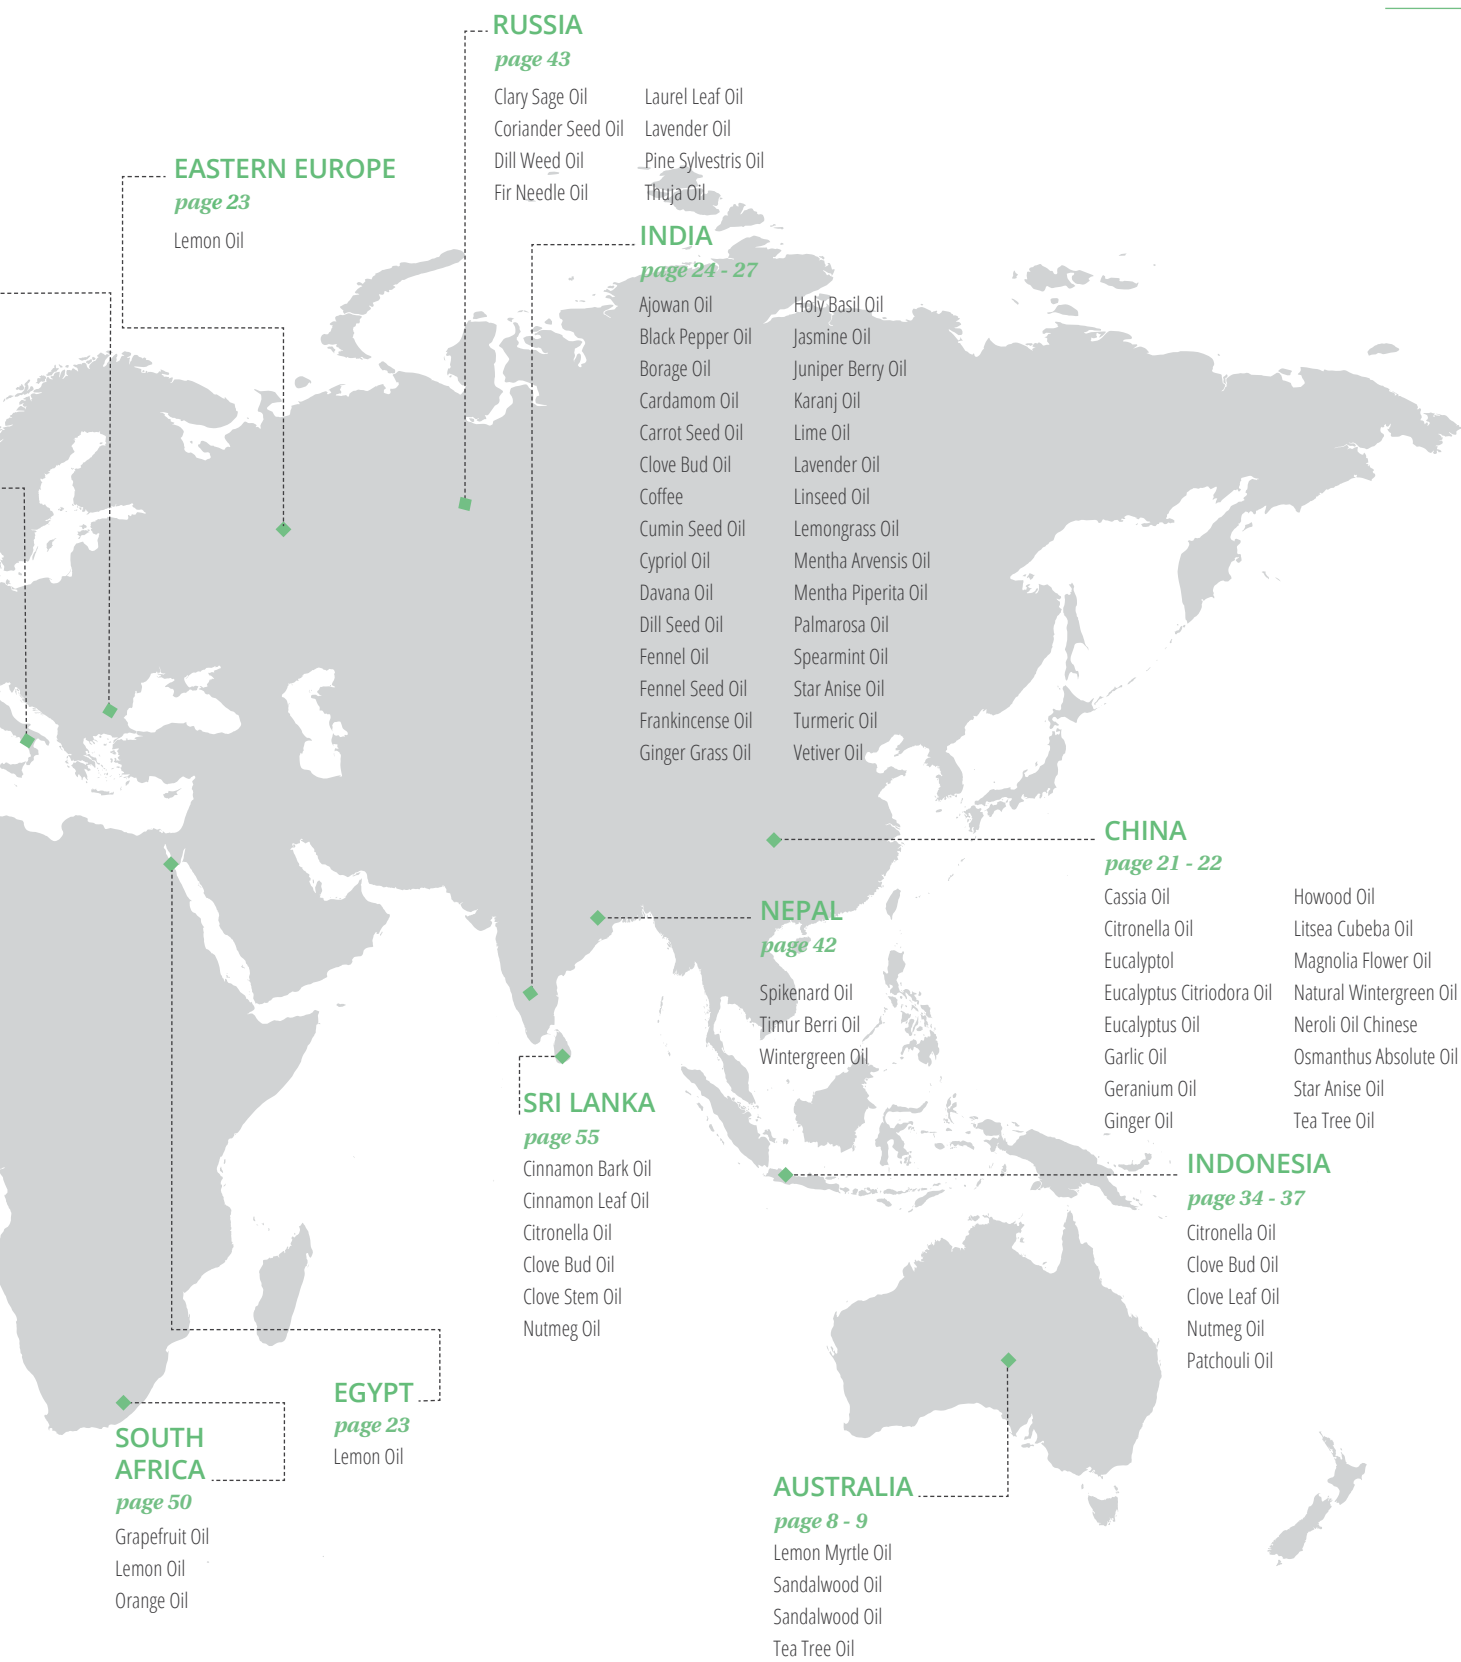 RUSSIA
page 43
Clary Sage Oil
Coriander Seed Oil
Dill Weed Oil
Fir Needle Oil
Laurel Leaf Oil
Lavender Oil
Pine Sylvestris Oil
Thuja Oil
EASTERN EUROPE
page 23
Lemon Oil
INDIA
page 24 - 27
Ajowan Oil
Black Pepper Oil
Borage Oil
Cardamom Oil
Carrot Seed Oil
Clove Bud Oil
Coffee
Cumin Seed Oil
Cypriol Oil
Davana Oil
Dill Seed Oil
Fennel Oil
Fennel Seed Oil
Frankincense Oil
Ginger Grass Oil
Holy Basil Oil
Jasmine Oil
Juniper Berry Oil
Karanj Oil
Lime Oil
Lavender Oil
Linseed Oil
Lemongrass Oil
Mentha Arvensis Oil
Mentha Piperita Oil
Palmarosa Oil
Spearmint Oil
Star Anise Oil
Turmeric Oil
Vetiver Oil
CHINA
page 21 - 22
Cassia Oil
Citronella Oil
Eucalyptol
Eucalyptus Citriodora Oil
Eucalyptus Oil
Garlic Oil
Geranium Oil
Ginger Oil
Howood Oil
Litsea Cubeba Oil
Magnolia Flower Oil
Natural Wintergreen Oil
Neroli Oil Chinese
Osmanthus Absolute Oil
Star Anise Oil
Tea Tree Oil
NEPAL
page 42
Spikenard Oil
Timur Berri Oil
Wintergreen Oil
SRI LANKA
page 55
Cinnamon Bark Oil
Cinnamon Leaf Oil
Citronella Oil
Clove Bud Oil
Clove Stem Oil
Nutmeg Oil
INDONESIA
page 34 - 37
Citronella Oil
Clove Bud Oil
Clove Leaf Oil
Nutmeg Oil
Patchouli Oil
EGYPT
page 23
Lemon Oil
SOUTH
AFRICA
page 50
Grapefruit Oil
Lemon Oil
Orange Oil
AUSTRALIA
page 8 - 9
Lemon Myrtle Oil
Sandalwood Oil
Sandalwood Oil
Tea Tree Oil